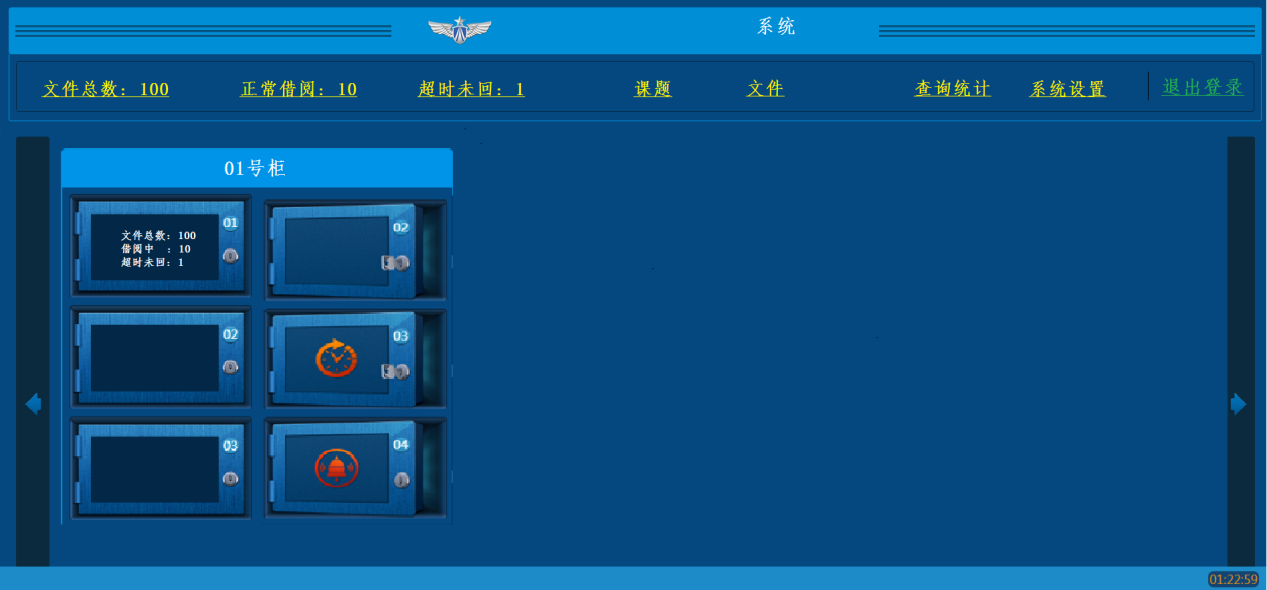 系统
文件总数：100 正常借阅：10 超时未回：1 课题 文件 查询统计 系统设置 退出登录
01号柜
01
文件总数：100
借阅中 ：10
超时未回：1
02
02
03
03
04
01:22:59